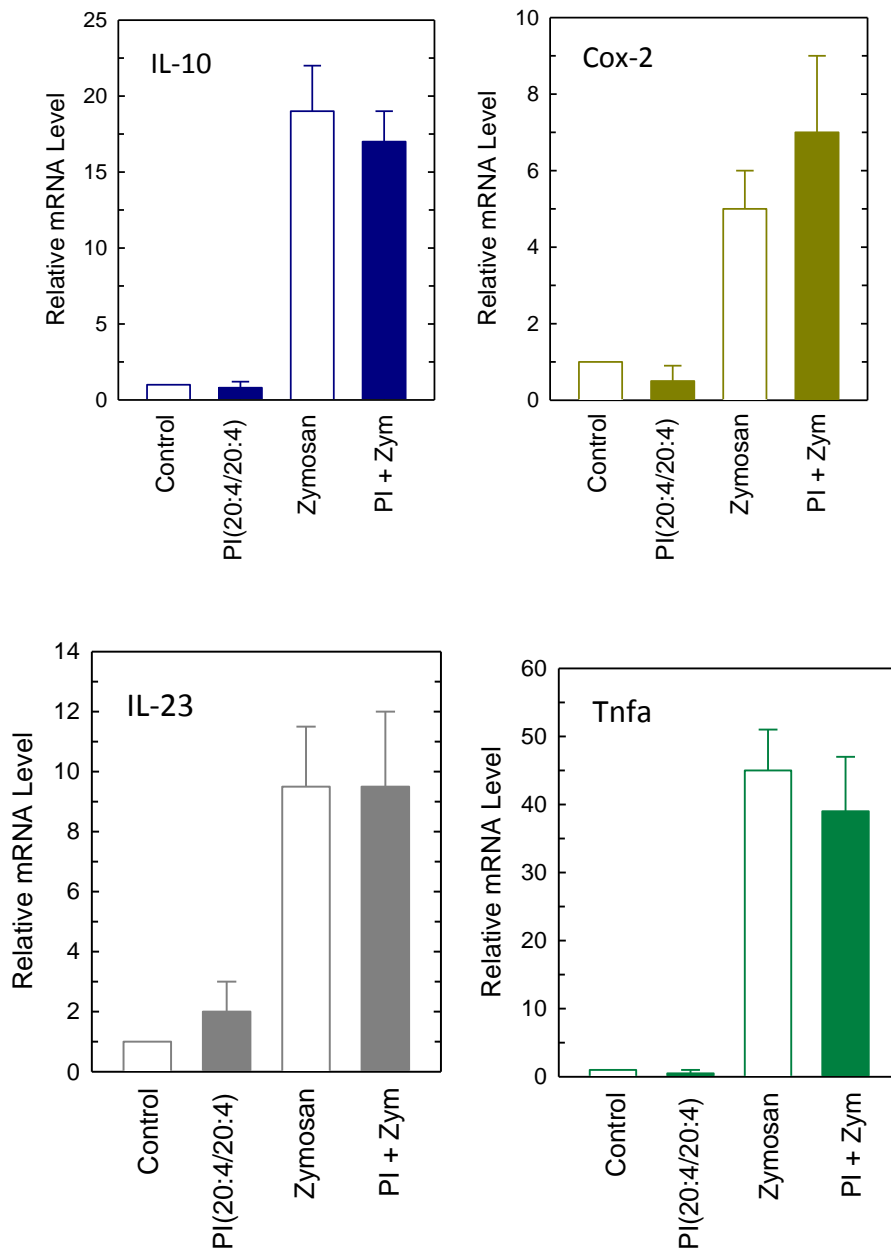 IL-10
Relative mRNA Level
25
20
15
10
5
0
Control
PI(20:4/20:4)
Zymosan
PI + Zym
Cox-2
Relative mRNA Level
10
8
6
4
2
0
Control
PI(20:4/20:4)
Zymosan
PI + Zym
IL-23
Relative mRNA Level
14
12
10
8
6
4
2
0
Control
PI(20:4/20:4)
Zymosan
PI + Zym
Tnfa
Relative mRNA Level
60
50
40
30
20
10
0
Control
PI(20:4/20:4)
Zymosan
PI + Zym